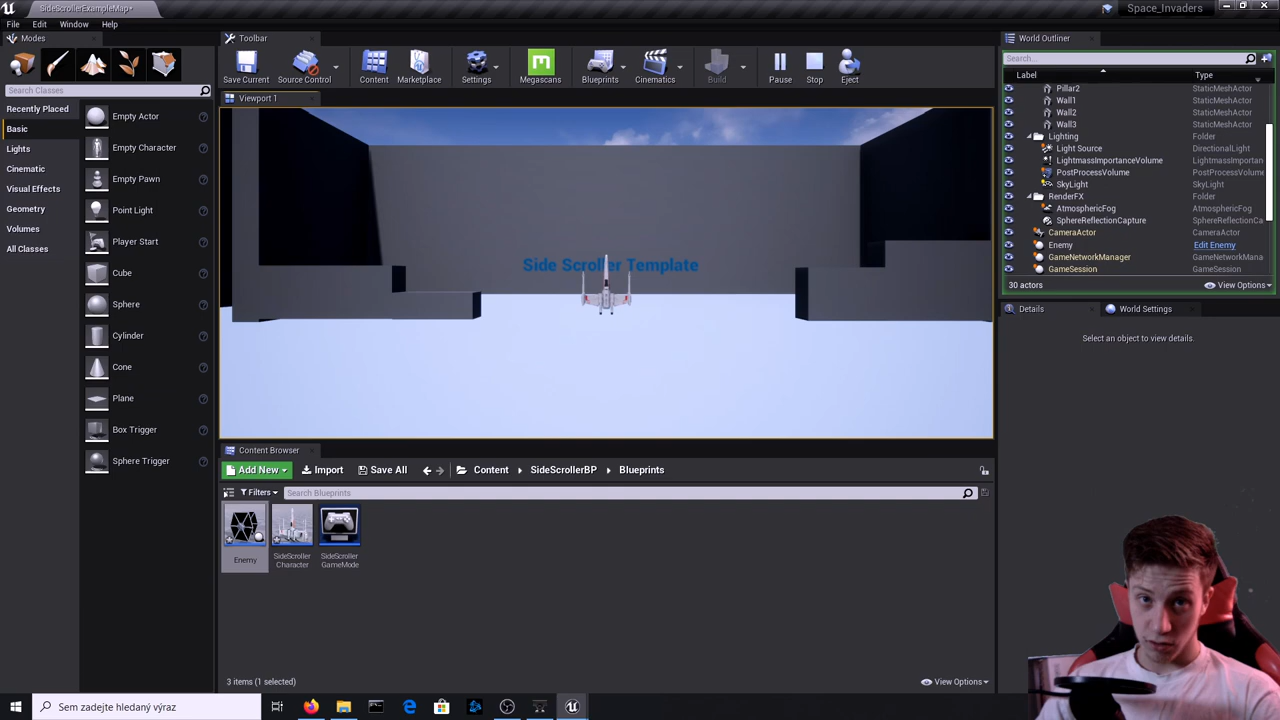 SideScrollerExampleMap*
Space_Invaders
File Edit Window Help
Modes
Search Classes
Recently Placed
Basic
Lights
Cinematic
Visual Effects
Geometry
Volumes
All Classes
Empty Actor
Empty Character
Empty Pawn
Point Light
Player Start
Cube
Sphere
Cylinder
Cone
Plane
Box Trigger
Sphere Trigger
Toolbar
Save Current
Source Control
Content
Marketplace
Settings
Megascans
Blueprints
Cinematics
Build
Pause
Stop
Eject
Viewport 1
Side Scroller Template
Content Browser
Add New
Import
Save All
Content
SideScrollerBP
Blueprints
Filters
Search Blueprints
Enemy
SideScroller
Character
SideScroller
GameMode
3 items (1 selected)
View Options
World Outliner
Search...
Label Type
Pillar2 StaticMeshActor
Wall1 StaticMeshActor
Wall2 StaticMeshActor
Wall3 StaticMeshActor
Lighting Folder
Light Source DirectionalLight
LightmassImportanceVolume LightmassImportan
PostProcessVolume PostProcessVolume
SkyLight SkyLight
RenderFX Folder
AtmosphericFog AtmosphericFog
SphereReflectionCapture SphereReflectionCa
CameraActor CameraActor
Enemy Edit Enemy
GameNetworkManager GameNetworkMana
GameSession GameSession
30 actors
View Options
Details
World Settings
Select an object to view details.
Sem zadejte hledaný výraz